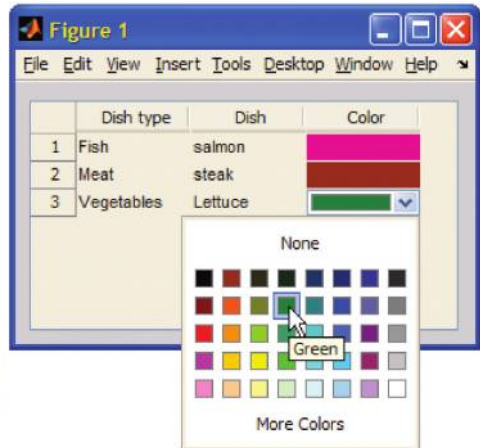 Figure 1
File Edit View Insert Tools Desktop Window Help
Dish type Dish Color
1 Fish salmon
2 Meat steak
3 Vegetables Lettuce
None
Green
More Colors